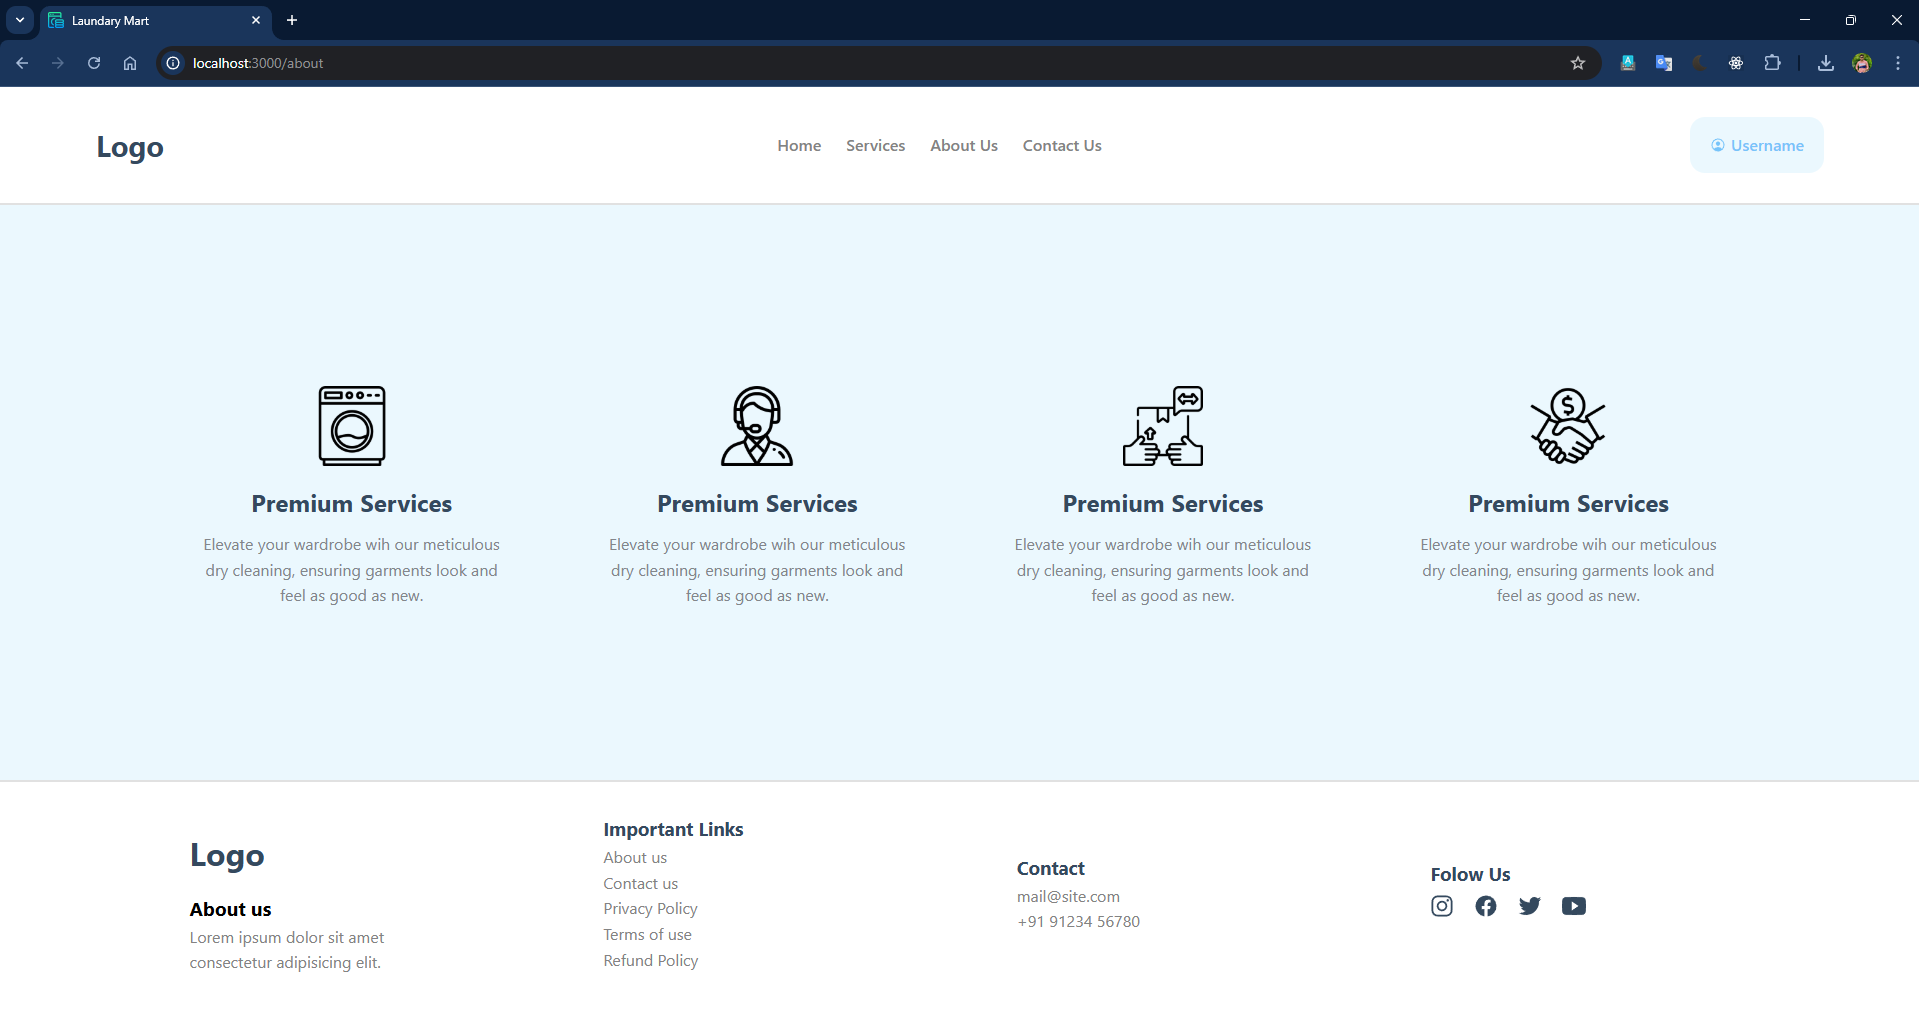 Laundary Mart
localhost:3000/about
Logo
Home Services About Us Contact Us
Username
Premium Services
Elevate your wardrobe wih our meticulous
dry cleaning, ensuring garments look and
feel as good as new.
Premium Services
Elevate your wardrobe wih our meticulous
dry cleaning, ensuring garments look and
feel as good as new.
Premium Services
Elevate your wardrobe wih our meticulous
dry cleaning, ensuring garments look and
feel as good as new.
Premium Services
Elevate your wardrobe wih our meticulous
dry cleaning, ensuring garments look and
feel as good as new.
Logo
About us
Lorem ipsum dolor sit amet
consectetur adipisicing elit.
Important Links
About us
Contact us
Privacy Policy
Terms of use
Refund Policy
Contact
mail@site.com
+91 91234 56780
Folow Us